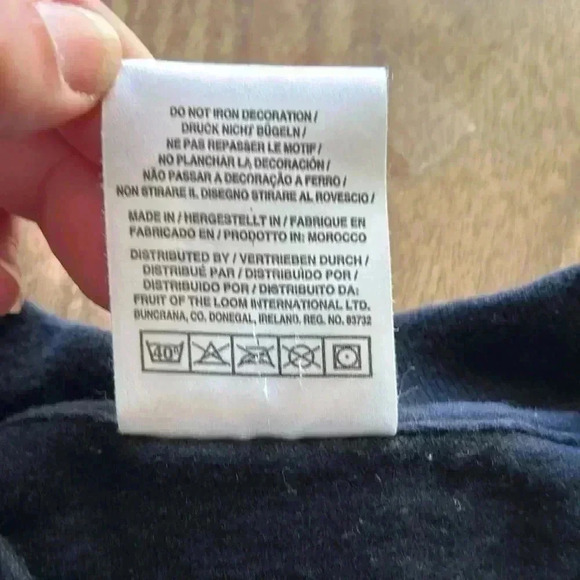 DO NOT IRON DECORATION /
DRUCK NICHT BÜGELN /
NE PAS REPASSER LE MOTIF /
NO PLANCHAR LA DECORACIÓN /
NÃO PASSAR A DECORAÇÃO A FERRO /
NON STIRARE IL DISEGNO STIRARE AL ROVESCIO /
MADE IN / HERGESTELLT IN / FABRIQUE EN
FABRICADO EN / PRODOTTO IN: MOROCCO
DISTRIBUTED BY / VERTRIEBEN DURCH /
DISTRIBUÉ PAR / DISTRIBUIDO POR /
DISTRIBUIDO POR / DISTRIBUITO DA:
FRUIT OF THE LOOM INTERNATIONAL LTD.
BUNCRANA, CO. DONEGAL, IRELAND. REG. NO. 63732
40°